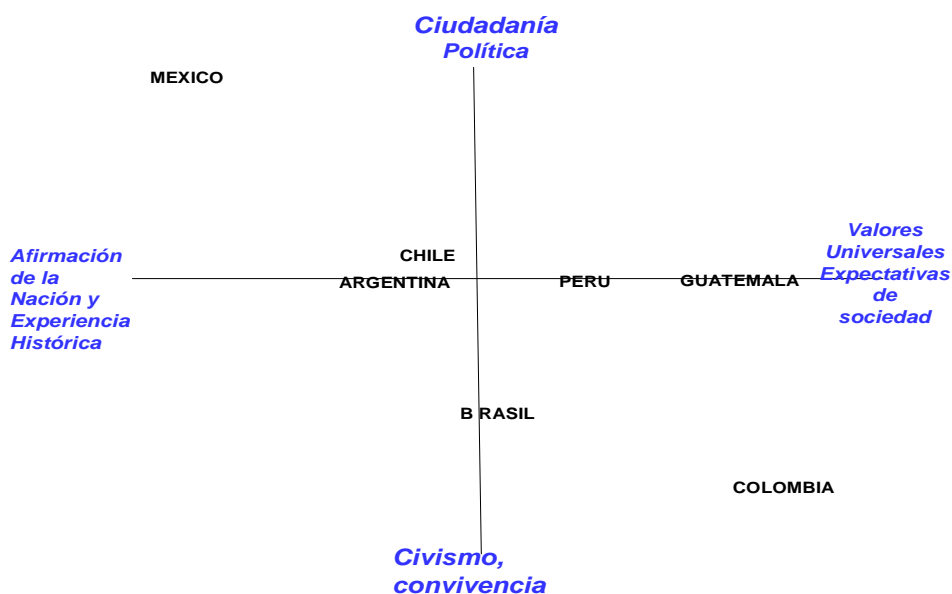 Ciudadanía
Política
MEXICO
Afirmación
de la
Nación y
Experiencia
Histórica
CHILE
ARGENTINA
PERU
GUATEMALA
Valores
Universales
Expectativas
de
sociedad
B RASIL
COLOMBIA
Civismo,
convivencia